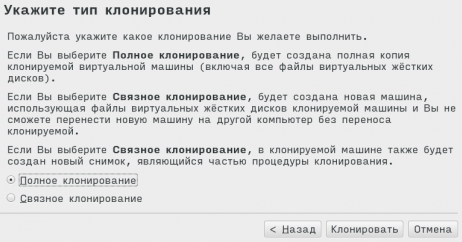 Укажите тип клонирования
Пожалуйста укажите какое клонирование Вы желаете выполнить.
Если Вы выберите Полное клонирование, будет создана полная копия
клонируемой виртуальной машины (включая все файлы виртуальных жёстких
дисков).
Если Вы выберите Связное клонирование, будет создана новая машина,
использующая файлы виртуальных жёстких дисков клонируемой машины и Вы не
сможете перенести новую машину на другой компьютер без переноса
клонируемой.
Если Вы выберите Связное клонирование, в клонируемой машине также будет
создан новый снимок, являющийся частью процедуры клонирования.
Полное клонирование
Связное клонирование
< Назад Клонировать Отмена